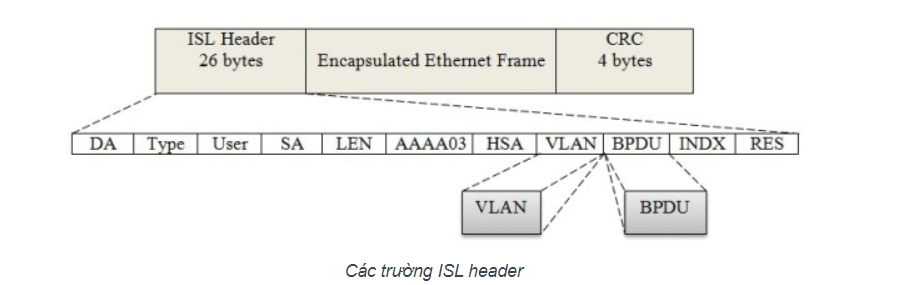 ISL Header
26 bytes
Encapsulated Ethernet Frame
CRC
4 bytes
DA Type User SA LEN AAAA03 HSA VLAN BPDU INDX RES
VLAN BPDU
Các trường ISL header